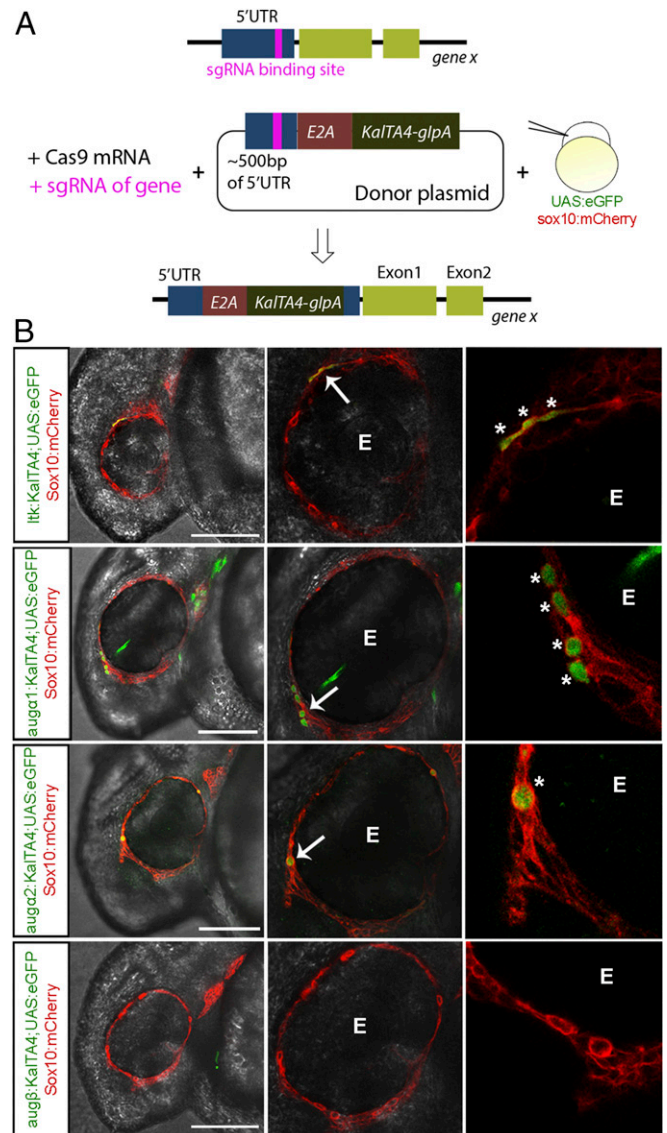 A
5'UTR
sgRNA binding site
gene x
E2A
KalTA4-glpA
+ Cas9 mRNA
+ sgRNA of gene
+
~500bp
of 5'UTR
Donor plasmid
+
UAS:eGFP
sox10:mCherry
5'UTR
Exon1
Exon2
E2A
KalTA4-glpA
gene x
B
ltk:KalTA4;UAS:eGFP
Sox10:mCherry
E
* * *
E
augα1:KalTA4;UAS:eGFP
Sox10:mCherry
E
* * * *
E
augα2:KalTA4;UAS:eGFP
Sox10:mCherry
E
*
E
augβ:KalTA4;UAS:eGFP
Sox10:mCherry
E
E